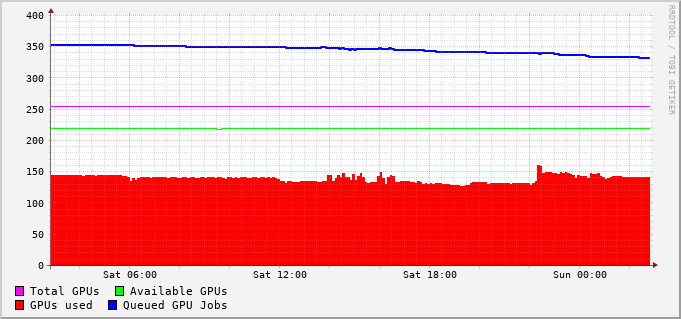 400
350
300
250
200
150
100
50
0
Sat 06:00 Sat 12:00 Sat 18:00 Sun 00:00
Total GPUs Available GPUs
GPUs used Queued GPU Jobs
RRDTOOL / TOBI OETIKER